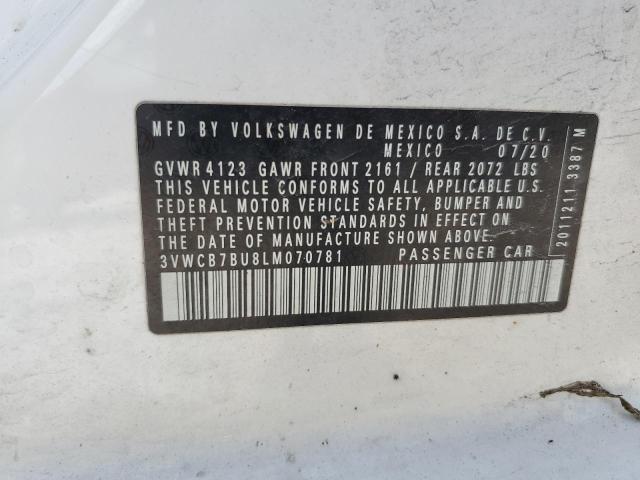 MFD BY VOLKSWAGEN DE MEXICO S.A. DE C.V.
MEXICO 07/20
GVWR 4123 GAWR FRONT 2161 / REAR 2072 LBS
THIS VEHICLE CONFORMS TO ALL APPLICABLE U.S.
FEDERAL MOTOR VEHICLE SAFETY, BUMPER AND
THEFT PREVENTION STANDARDS IN EFFECT ON
THE DATE OF MANUFACTURE SHOWN ABOVE.
3VWCB7BU8LM070781 PASSENGER CAR
2011211 3387 M